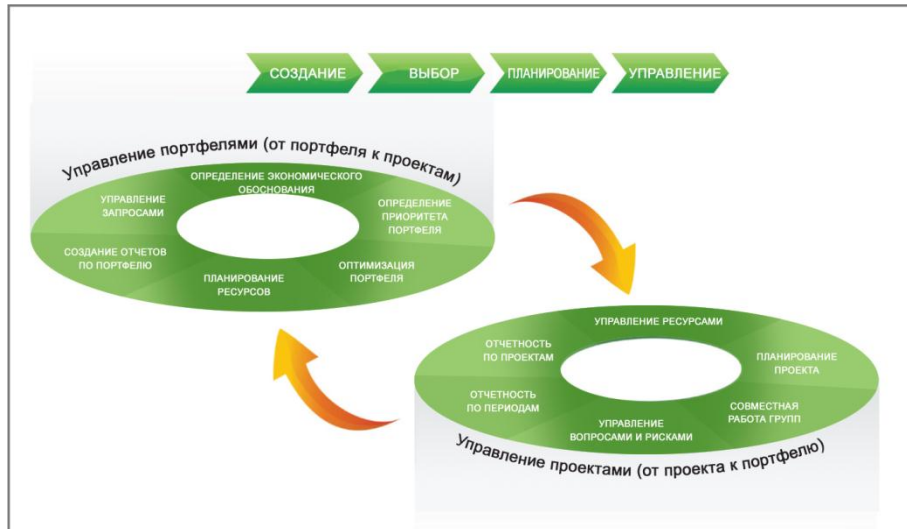 СОЗДАНИЕ
ВЫБОР
ПЛАНИРОВАНИЕ
УПРАВЛЕНИЕ
Управление портфелями (от портфеля к проектам)
ОПРЕДЕЛЕНИЕ ЭКОНОМИЧЕСКОГО
ОБОСНОВАНИЯ
УПРАВЛЕНИЕ
ЗАПРОСАМИ
ОПРЕДЕЛЕНИЕ
ПРИОРИТЕТА
ПОРТФЕЛЯ
СОЗДАНИЕ ОТЧЕТОВ
ПО ПОРТФЕЛЮ
ПЛАНИРОВАНИЕ
РЕСУРСОВ
ОПТИМИЗАЦИЯ
ПОРТФЕЛЯ
УПРАВЛЕНИЕ РЕСУРСАМИ
ОТЧЕТНОСТЬ
ПО ПРОЕКТАМ
ПЛАНИРОВАНИЕ
ПРОЕКТА
ОТЧЕТНОСТЬ
ПО ПЕРИОДАМ
УПРАВЛЕНИЕ
ВОПРОСАМИ И РИСКАМИ
СОВМЕСТНАЯ
РАБОТА ГРУПП
Управление проектами (от проекта к портфелю)